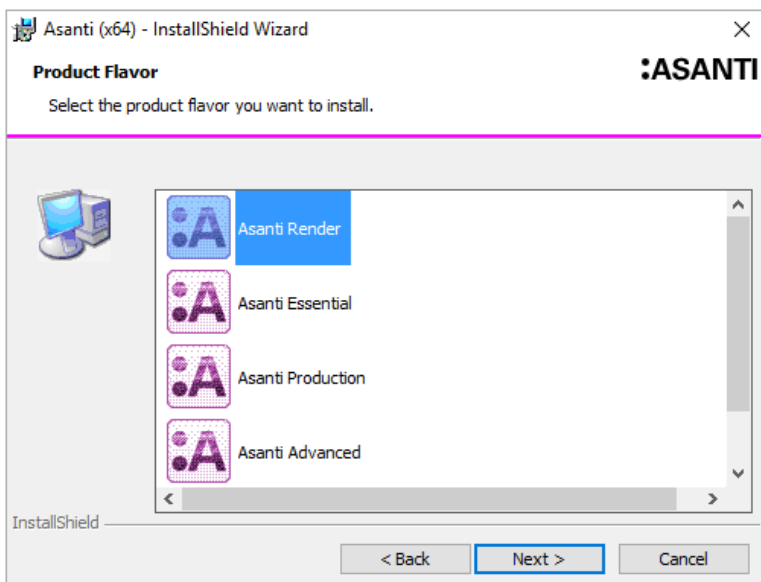 Asanti (x64) - InstallShield Wizard
Product Flavor
:ASANTI
Select the product flavor you want to install.
:A Asanti Render
:A Asanti Essential
:A Asanti Production
:A Asanti Advanced
InstallShield
< Back Next > Cancel